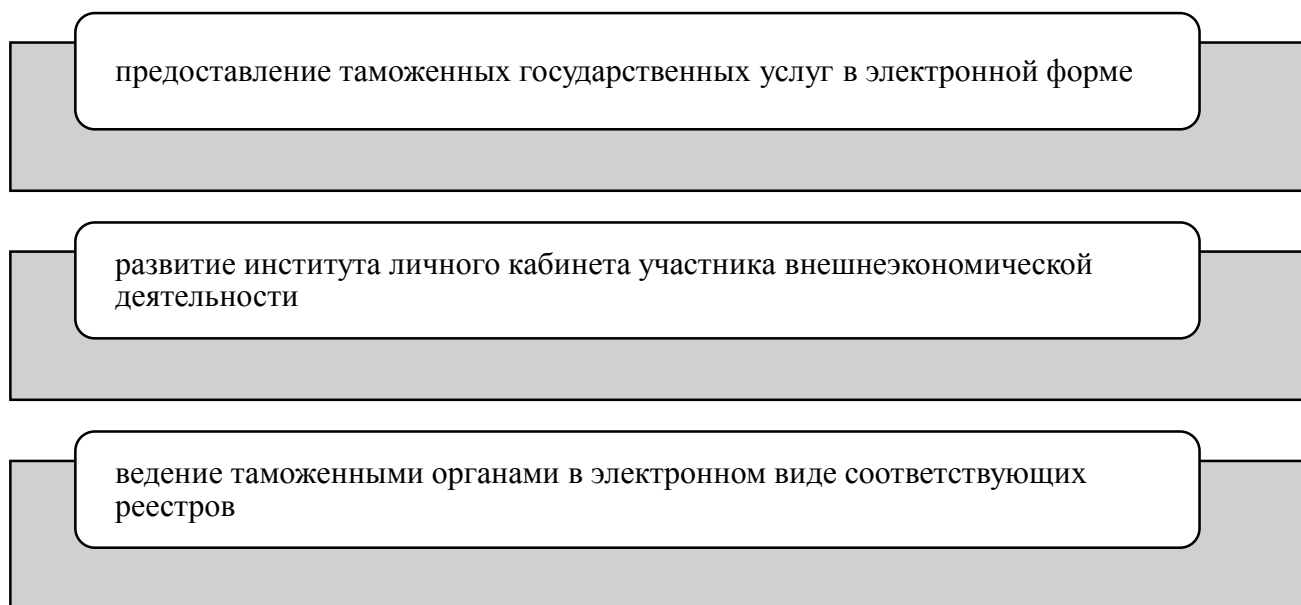 предоставление таможенных государственных услуг в электронной форме
развитие института личного кабинета участника внешнеэкономической
деятельности
ведение таможенными органами в электронном виде соответствующих
реестров